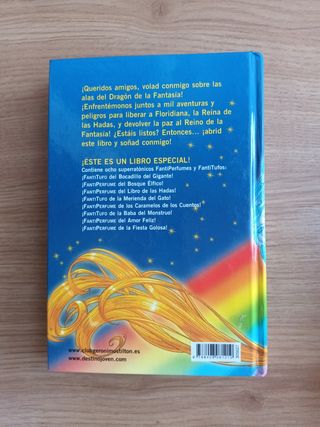 ¡Queridos amigos, volad conmigo sobre las
alas del Dragón de la Fantasía!
¡Enfrentémonos juntos a mil aventuras y
peligros para liberar a Floridiana, la Reina de
las Hadas, y devolver la paz al Reino de la
Fantasía! ¿Estáis listos? Entonces... ¡abrid
este libro y soñad conmigo!
¡ÉSTE ES UN LIBRO ESPECIAL!
Contiene ocho superratónicos FantiPerfumes y FantiTufos:
¡FANTITUFO del Bocadillo del Gigante!
¡FANTIPERFUME del Bosque Élfico!
¡FANTIPERFUME del Libro de las Hadas!
¡FANTITUFO de la Merienda del Gato!
¡FANTIPERFUME de los Caramelos de los Cuentos!
¡FANTITUFO de la Baba del Monstruo!
¡FANTIPERFUME del Amor Feliz!
¡FANTIPERFUME de la Fiesta Golosa!
www.clubgeronimostilton.es
www.destinojoven.com